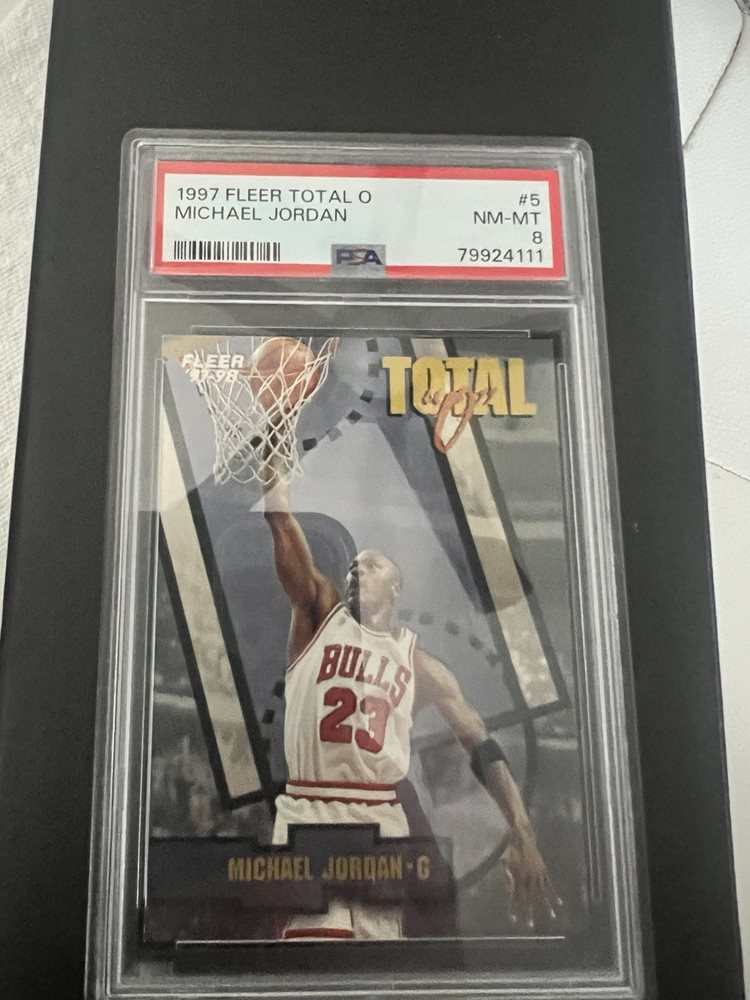 1997 FLEER TOTAL O #5
MICHAEL JORDAN NM-MT
8
PSA 79924111
FLEER
'97-98
TOTAL
"O"
BULLS
23
MICHAEL JORDAN · G